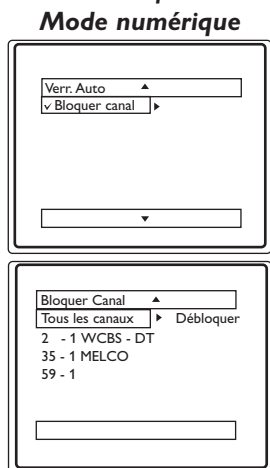 Mode numérique
Verr. Auto ▲
✓ Bloquer canal ▶
▼
Bloquer Canal ▲
Tous les canaux ▶ Débloquer
2 - 1 WCBS - DT
35 - 1 MELCO
59 - 1